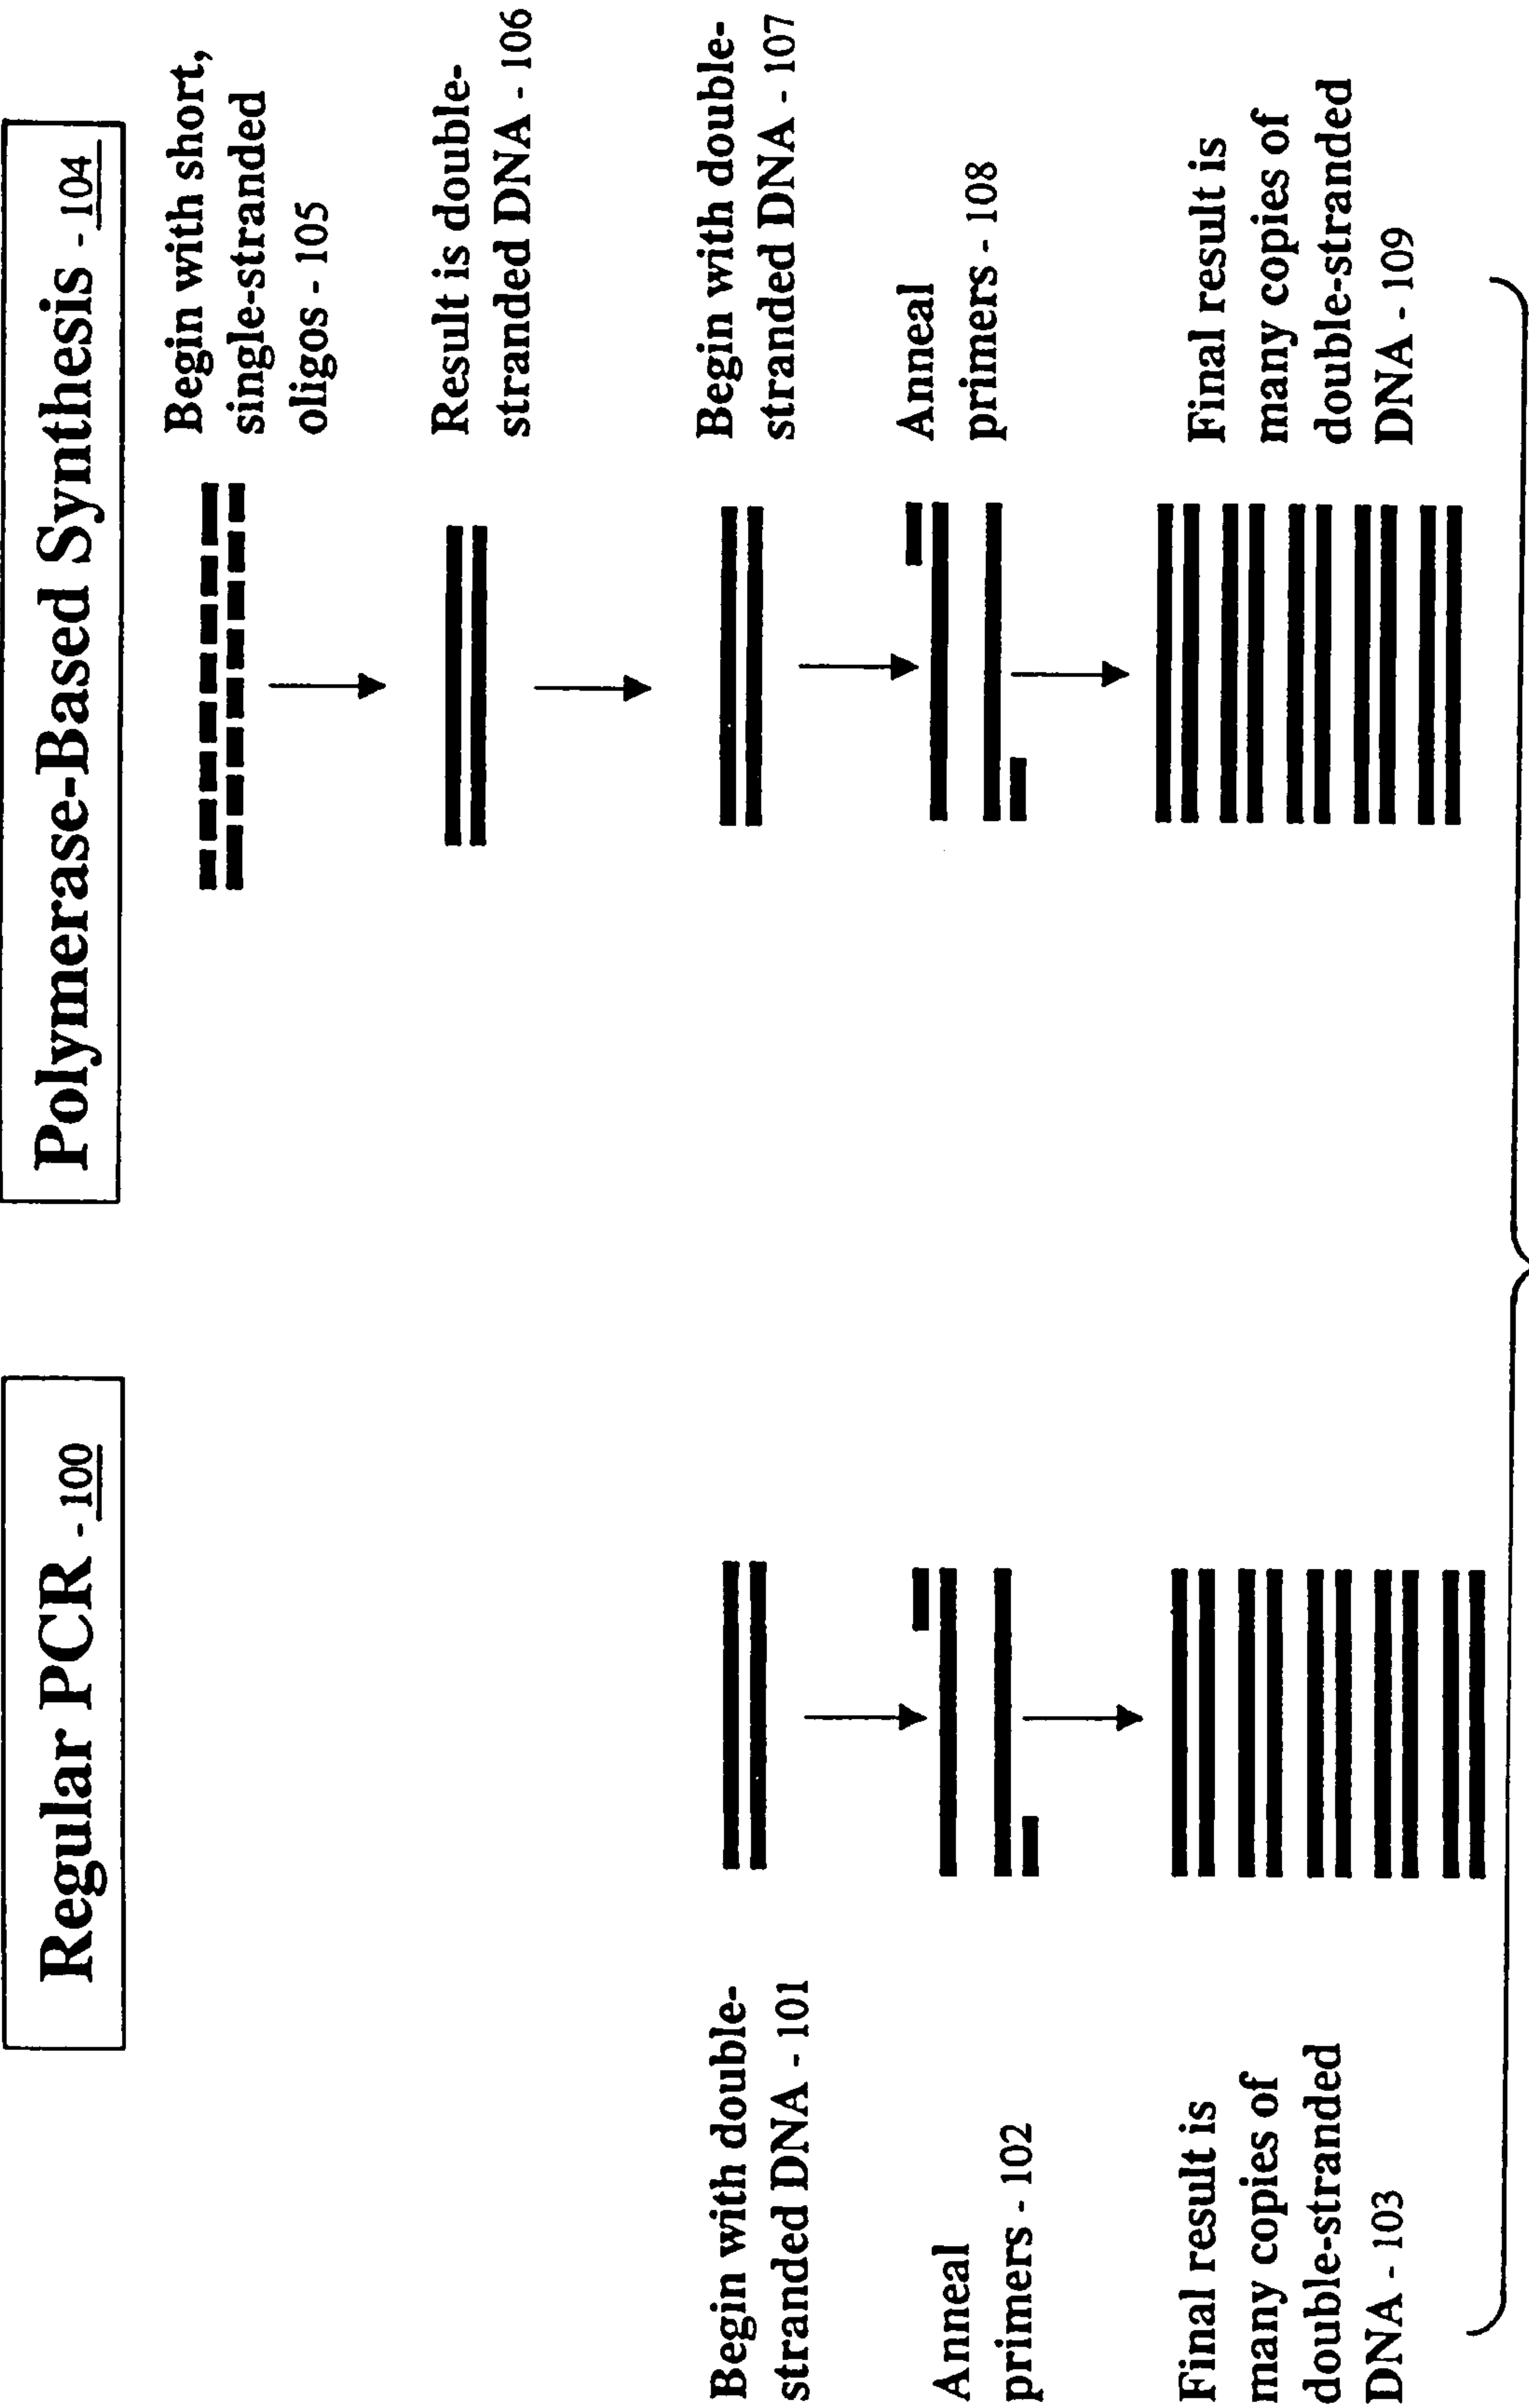 Regular PCR - 100
Begin with double-
stranded DNA - 101
Anneal
primers - 102
Final result is
many copies of
double-stranded
DNA - 103
Polymerase-Based Synthesis - 104
Begin with short,
single-stranded
oligos - 105
Result is double-
stranded DNA - 106
Begin with double-
stranded DNA - 107
Anneal
primers - 108
Final result is
many copies of
double-stranded
DNA - 109